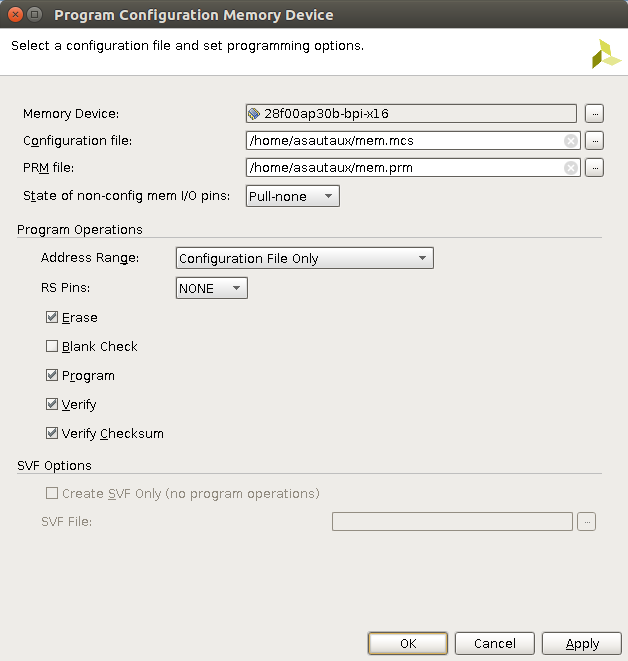 Program Configuration Memory Device
Select a configuration file and set programming options.
Memory Device: 28f00ap30b-bpi-x16 ...
Configuration file: /home/asautaux/mem.mcs ...
PRM file: /home/asautaux/mem.prm ...
State of non-config mem I/O pins: Pull-none
Program Operations
Address Range: Configuration File Only
RS Pins: NONE
Erase
Blank Check
Program
Verify
Verify Checksum
SVF Options
Create SVF Only (no program operations)
SVF File: ...
OK Cancel Apply